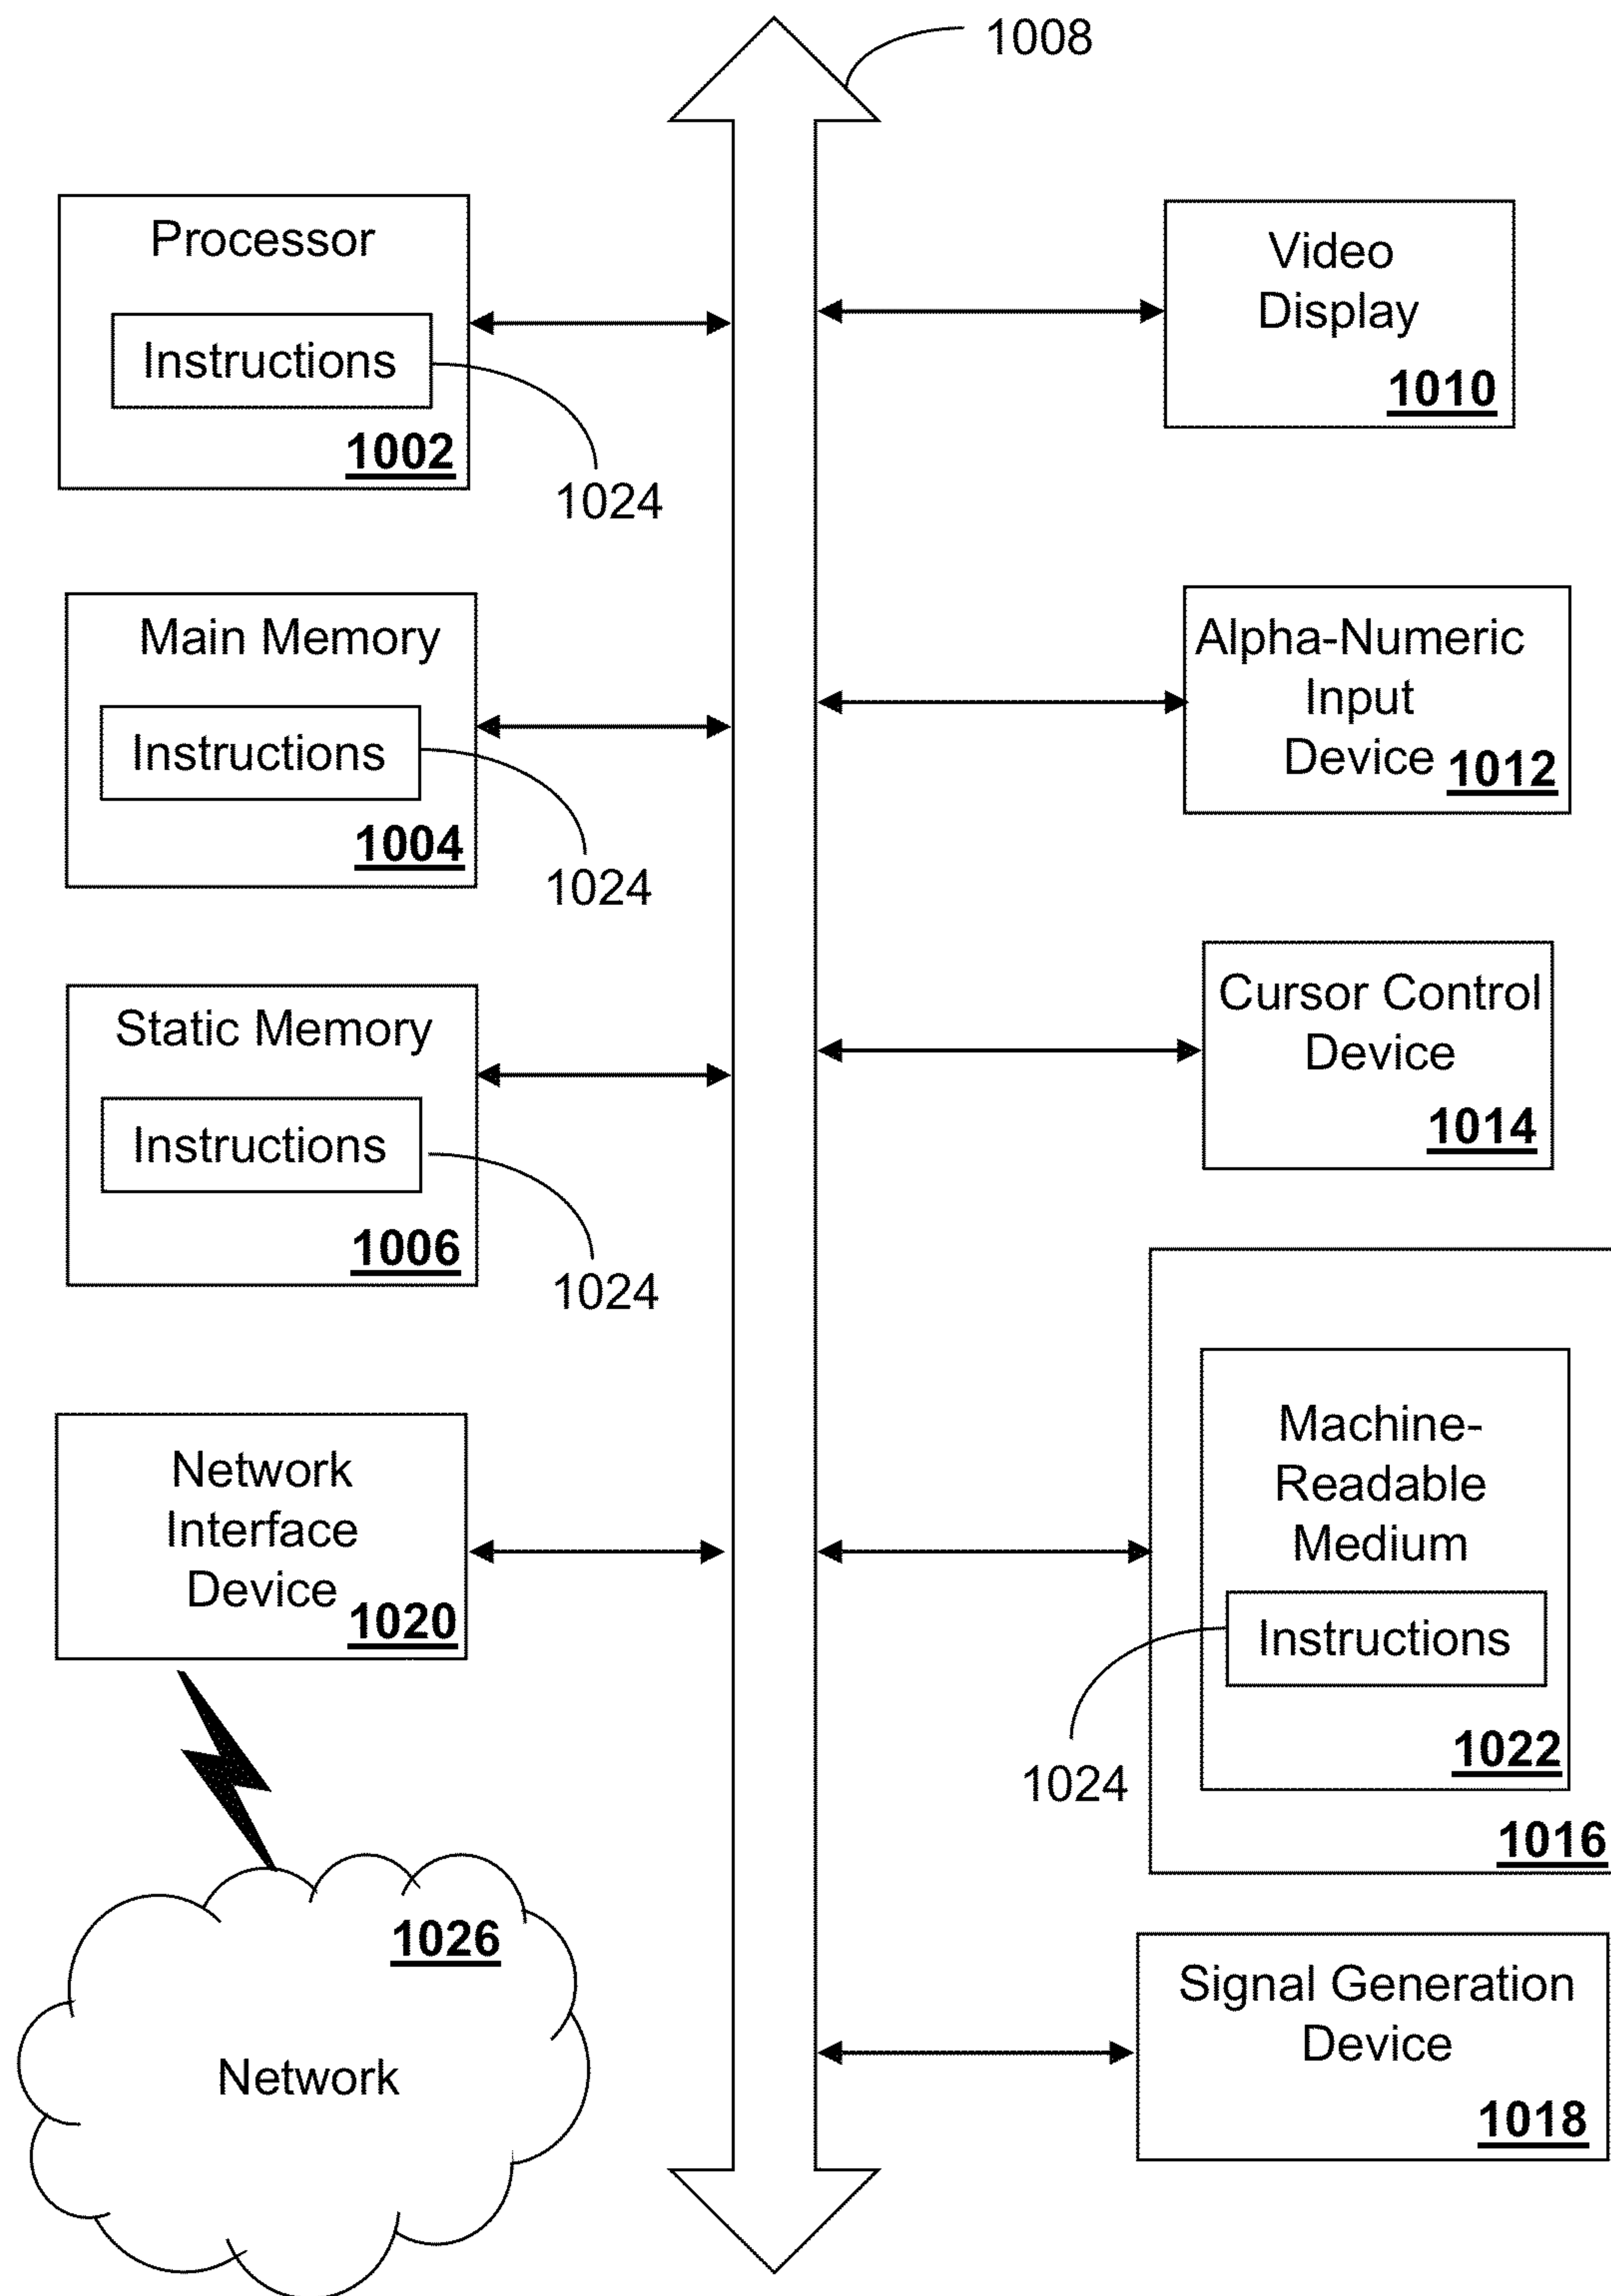 1008
Processor
Instructions
1002
1024
Main Memory
Instructions
1004
1024
Static Memory
Instructions
1006
1024
Network
Interface
Device
1020
1026
Network
Video
Display
1010
Alpha-Numeric
Input
Device 1012
Cursor Control
Device
1014
Machine-
Readable
Medium
Instructions
1022
1024
1016
Signal Generation
Device
1018